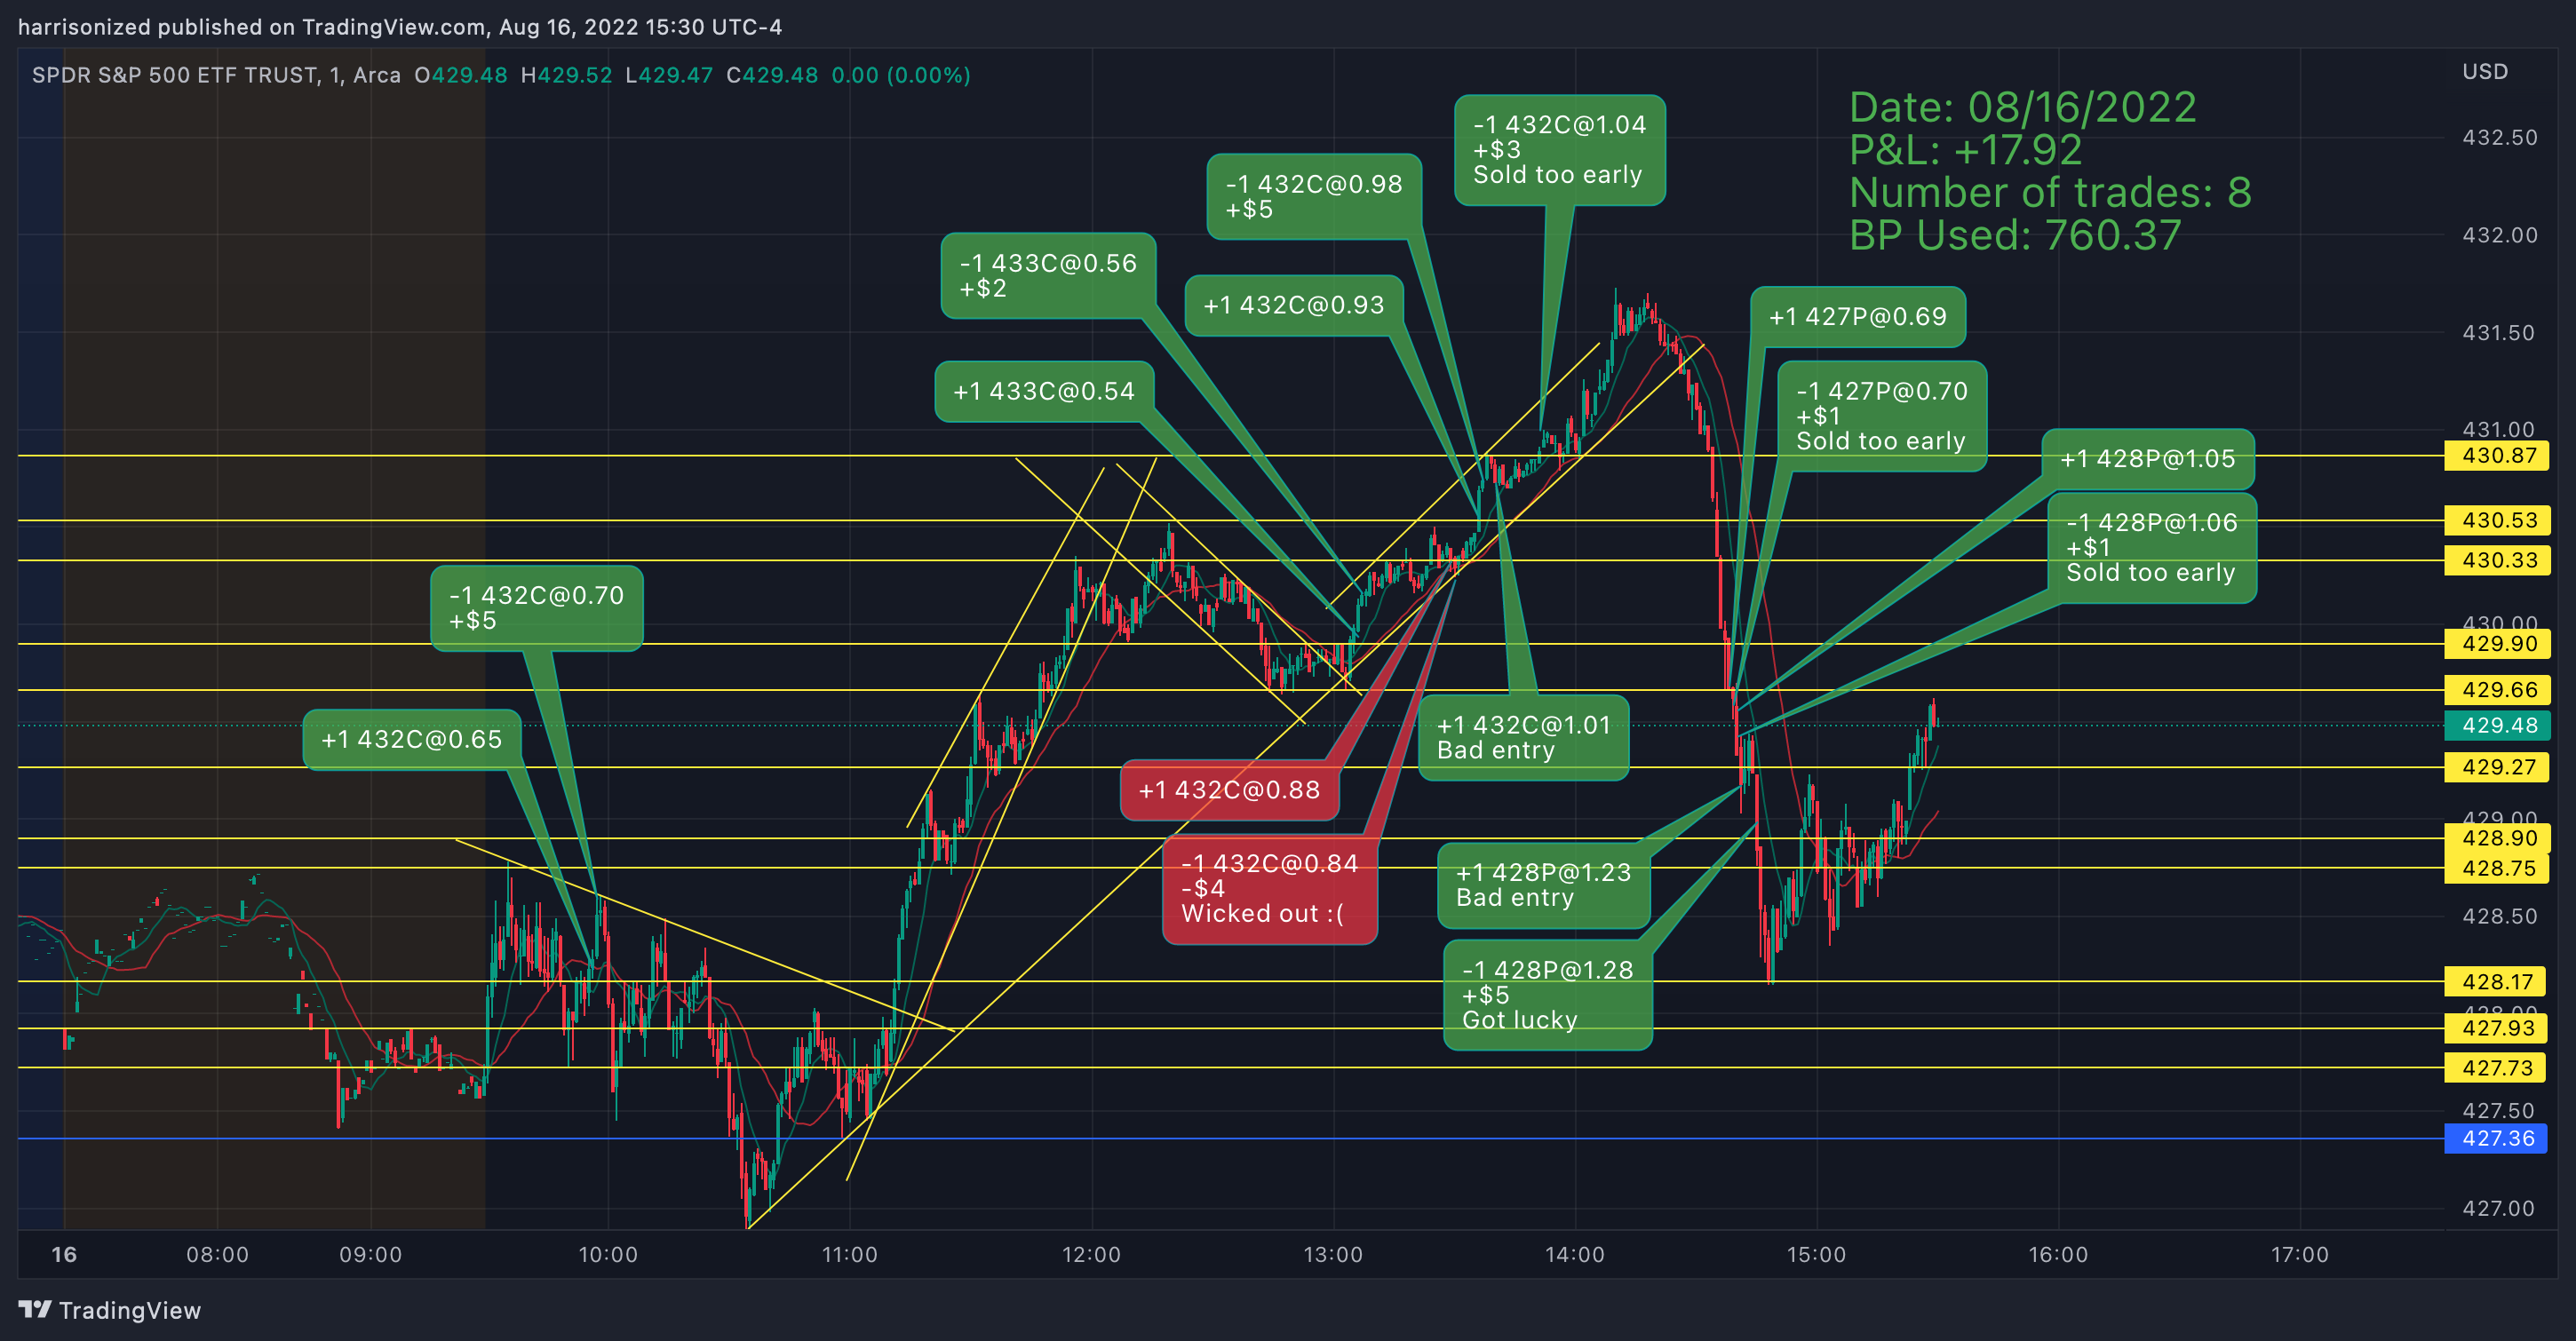 harrisonized published on TradingView.com, Aug 16, 2022 15:30 UTC-4
SPDR S&P 500 ETF TRUST, 1, Arca O429.48 H429.52 L429.47 C429.48 0.00 (0.00%)
USD
Date: 08/16/2022
P&L: +17.92
Number of trades: 8
BP Used: 760.37
-1 432C@1.04
+$3
Sold too early
-1 432C@0.98
+$5
-1 433C@0.56
+$2
+1 432C@0.93
+1 433C@0.54
+1 427P@0.69
-1 427P@0.70
+$1
Sold too early
+1 428P@1.05
-1 428P@1.06
+$1
Sold too early
-1 432C@0.70
+$5
+1 432C@0.65
+1 432C@1.01
Bad entry
+1 432C@0.88
-1 432C@0.84
-$4
Wicked out :(
+1 428P@1.23
Bad entry
-1 428P@1.28
+$5
Got lucky
432.50
432.00
431.50
431.00
430.87
430.53
430.33
430.00
429.90
429.66
429.48
429.27
429.00
428.90
428.75
428.50
428.17
428.00
427.93
427.73
427.50
427.36
427.00
16 08:00 09:00 10:00 11:00 12:00 13:00 14:00 15:00 16:00 17:00
TradingView